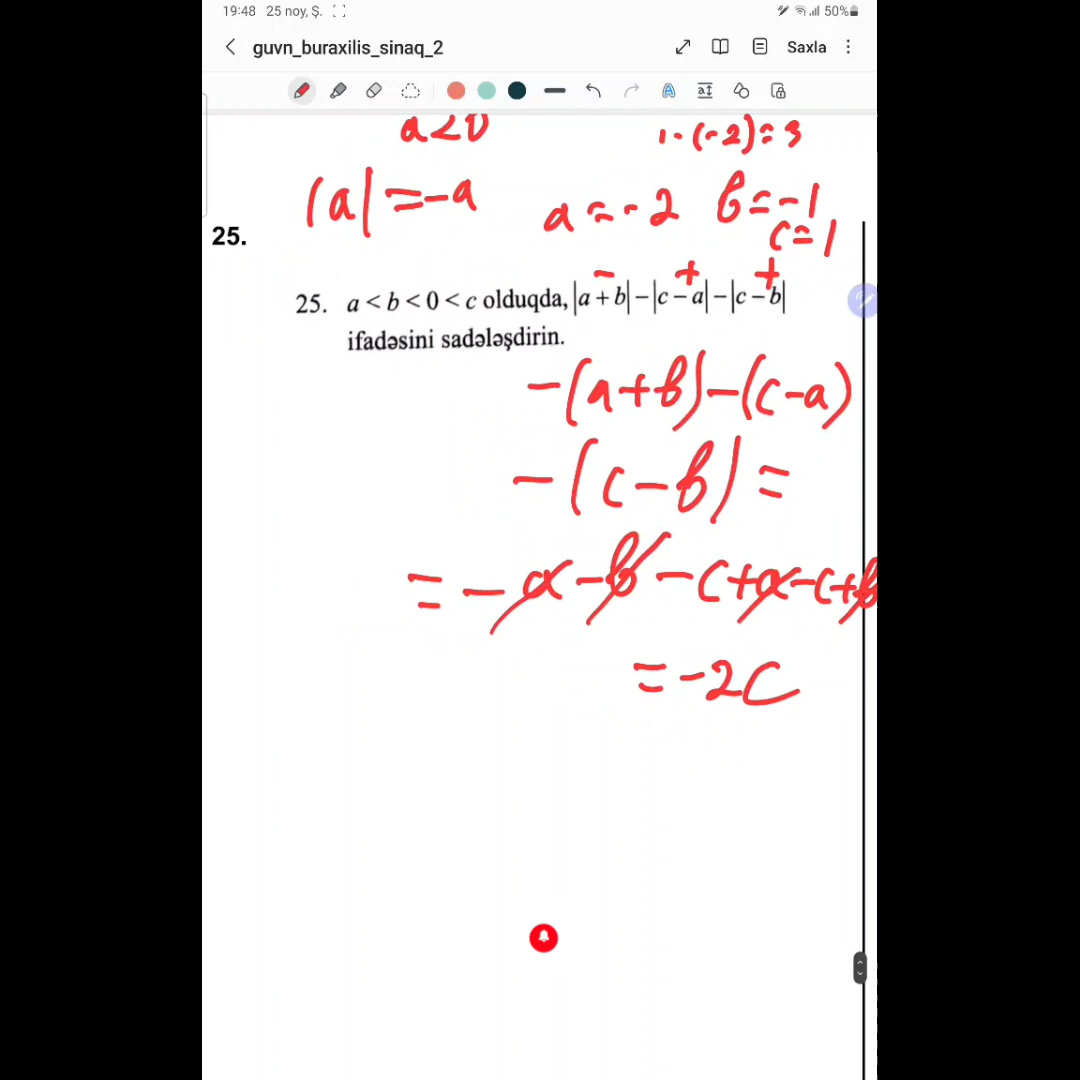 19:48 25 noy, Ş. 50%
guvn_buraxilis_sinaq_2 Saxla
a<0 1-(-2)=3
|a|=-a a=-2 b=-1
c=1
25.
- + +
25. a < b < 0 < c olduqda, |a + b| − |c − a| − |c − b|
ifadəsini sadələşdirin.
-(a+b)-(c-a)
-(c-b)=
=-a-b-c+a-c+b
=-2c